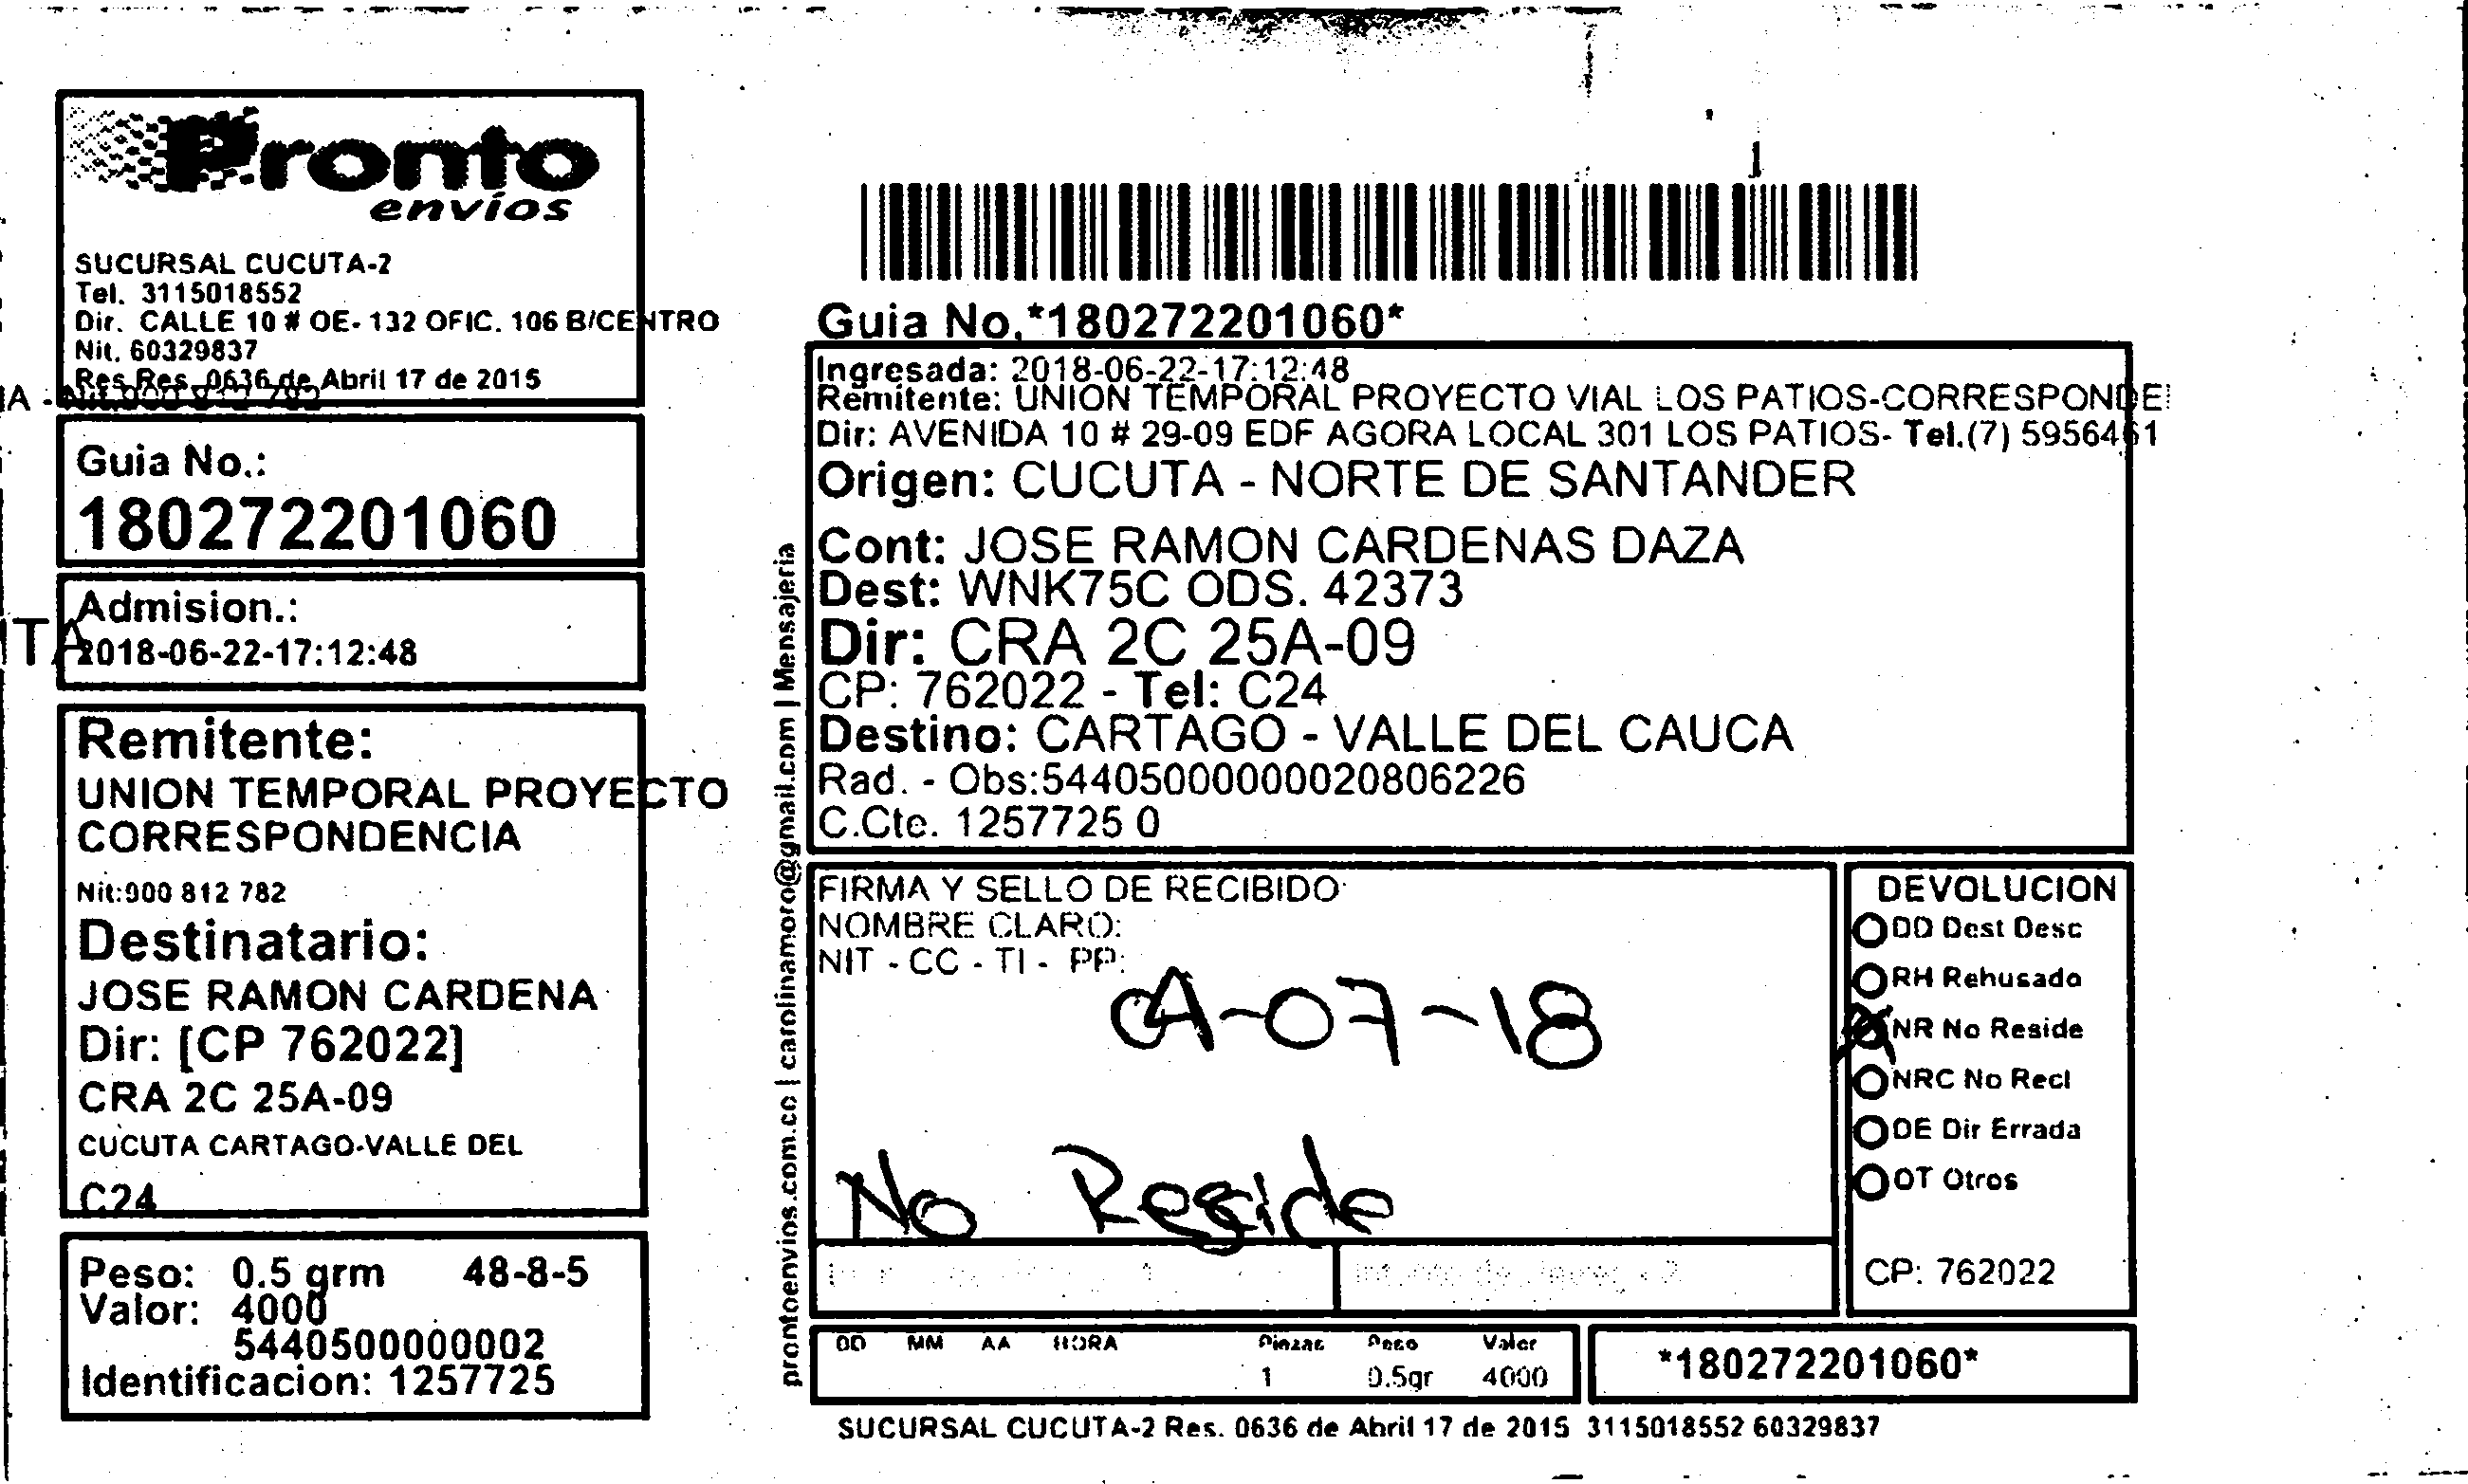 Pronto
envíos
SUCURSAL CUCUTA-2
Tel. 3115018552
Dir. CALLE 10 # OE- 132 OFIC. 106 B/CENTRO
Nit. 60329837
Res Res. 0636 de Abril 17 de 2015
A - Nit.900 812 782
Guia No.:
180272201060
Admision.:
2018-06-22-17:12:48
TA
Remitente:
UNION TEMPORAL PROYECTO
CORRESPONDENCIA
Nit:900 812 782
Destinatario:
JOSE RAMON CARDENA
Dir: [CP 762022]
CRA 2C 25A-09
CUCUTA CARTAGO-VALLE DEL
C24
Peso: 0.5 grm 48-8-5
Valor: 4000
5440500000002
Identificacion: 1257725
prontoenvios.com.co | carolinamoro@gmail.com | Mensajeria
Guia No.*180272201060*
Ingresada: 2018-06-22-17:12:48
Remitente: UNION TEMPORAL PROYECTO VIAL LOS PATIOS-CORRESPONDE
Dir: AVENIDA 10 # 29-09 EDF AGORA LOCAL 301 LOS PATIOS- Tel.(7) 5956461
Origen: CUCUTA - NORTE DE SANTANDER
Cont: JOSE RAMON CARDENAS DAZA
Dest: WNK75C ODS. 42373
Dir: CRA 2C 25A-09
CP: 762022 - Tel: C24
Destino: CARTAGO - VALLE DEL CAUCA
Rad. - Obs:544050000000020806226
C.Cte. 1257725 0
FIRMA Y SELLO DE RECIBIDO
NOMBRE CLARO:
NIT - CC - TI - PP:
-07-18
No Reside
DEVOLUCION
DD Dest Desc
RH Rehusado
NR No Reside
NRC No Recl
DE Dir Errada
OT Otros
CP: 762022
DD MM AA HORA Piezas Peso Valor
1 0.5gr 4000
*180272201060*
SUCURSAL CUCUTA-2 Res. 0636 de Abril 17 de 2015 3115018552 60329837